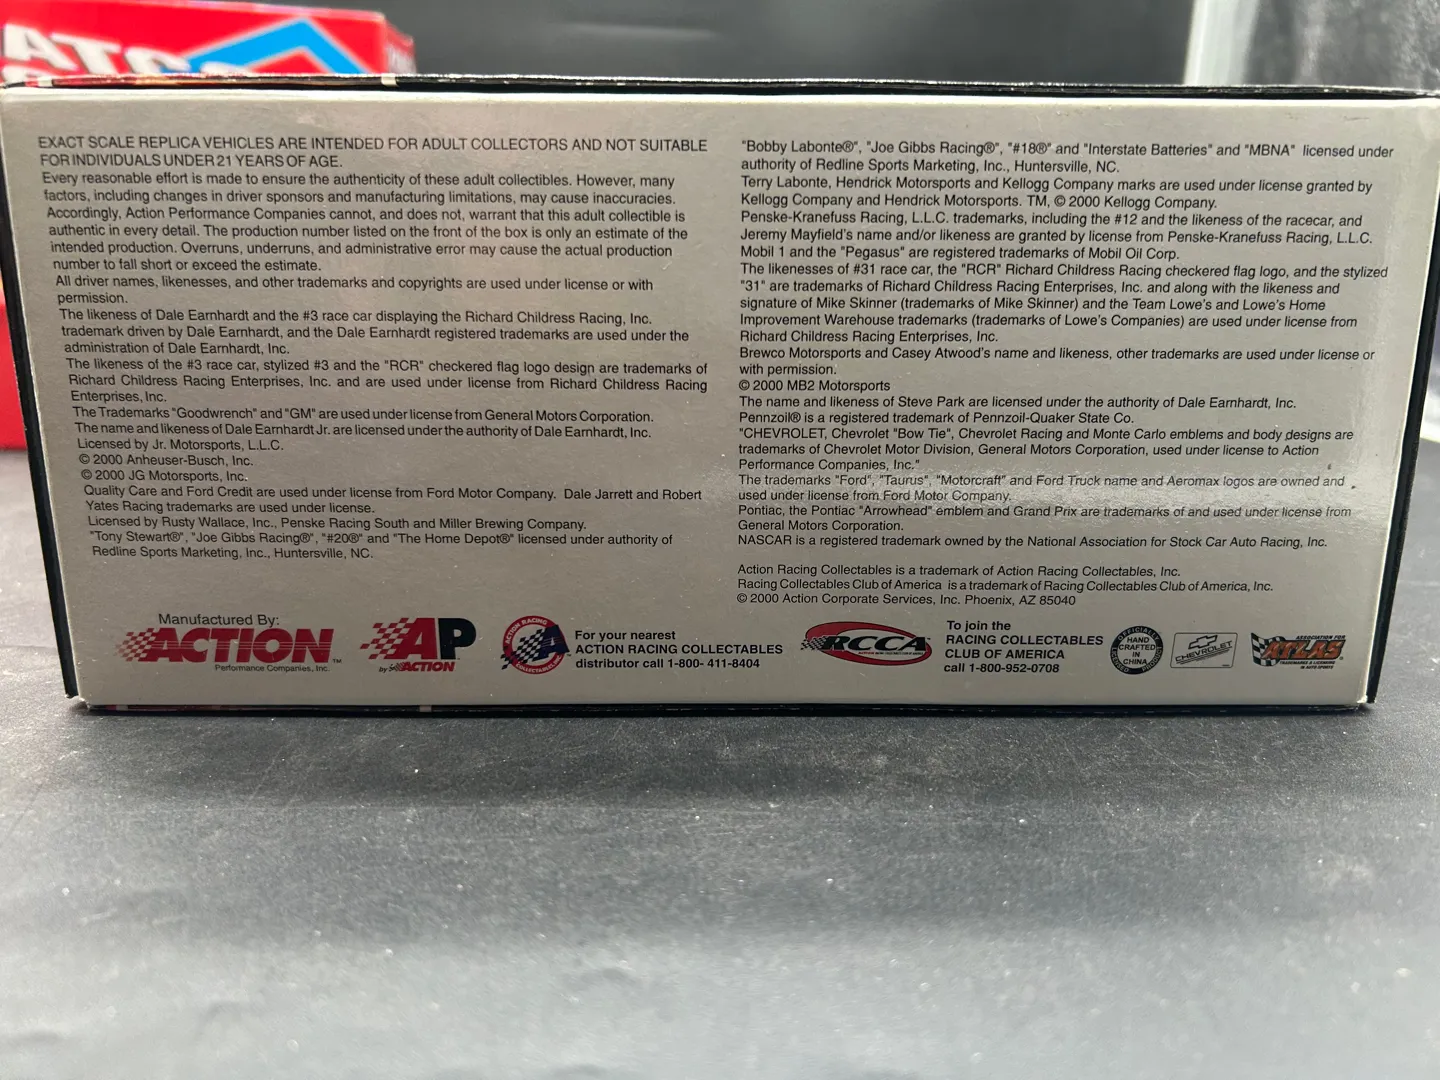 EXACT SCALE REPLICA VEHICLES ARE INTENDED FOR ADULT COLLECTORS AND NOT SUITABLE
FOR INDIVIDUALS UNDER 21 YEARS OF AGE.
Every reasonable effort is made to ensure the authenticity of these adult collectibles. However, many
factors, including changes in driver sponsors and manufacturing limitations, may cause inaccuracies.
Accordingly, Action Performance Companies cannot, and does not, warrant that this adult collectible is
authentic in every detail. The production number listed on the front of the box is only an estimate of the
intended production. Overruns, underruns, and administrative error may cause the actual production
number to fall short or exceed the estimate.
All driver names, likenesses, and other trademarks and copyrights are used under license or with
permission.
The likeness of Dale Earnhardt and the #3 race car displaying the Richard Childress Racing, Inc.
trademark driven by Dale Earnhardt, and the Dale Earnhardt registered trademarks are used under the
administration of Dale Earnhardt, Inc.
The likeness of the #3 race car, stylized #3 and the "RCR" checkered flag logo design are trademarks of
Richard Childress Racing Enterprises, Inc. and are used under license from Richard Childress Racing
Enterprises, Inc.
The Trademarks "Goodwrench" and "GM" are used under license from General Motors Corporation.
The name and likeness of Dale Earnhardt Jr. are licensed under the authority of Dale Earnhardt, Inc.
Licensed by Jr. Motorsports, L.L.C.
© 2000 Anheuser-Busch, Inc.
© 2000 JG Motorsports, Inc.
Quality Care and Ford Credit are used under license from Ford Motor Company. Dale Jarrett and Robert
Yates Racing trademarks are used under license.
Licensed by Rusty Wallace, Inc., Penske Racing South and Miller Brewing Company.
"Tony Stewart®", "Joe Gibbs Racing®", "#20®" and "The Home Depot®" licensed under authority of
Redline Sports Marketing, Inc., Huntersville, NC.
"Bobby Labonte®", "Joe Gibbs Racing®", "#18®" and "Interstate Batteries" and "MBNA" licensed under
authority of Redline Sports Marketing, Inc., Huntersville, NC.
Terry Labonte, Hendrick Motorsports and Kellogg Company marks are used under license granted by
Kellogg Company and Hendrick Motorsports. TM, © 2000 Kellogg Company.
Penske-Kranefuss Racing, L.L.C. trademarks, including the #12 and the likeness of the racecar, and
Jeremy Mayfield's name and/or likeness are granted by license from Penske-Kranefuss Racing, L.L.C.
Mobil 1 and the "Pegasus" are registered trademarks of Mobil Oil Corp.
The likenesses of #31 race car, the "RCR" Richard Childress Racing checkered flag logo, and the stylized
"31" are trademarks of Richard Childress Racing Enterprises, Inc. and along with the likeness and
signature of Mike Skinner (trademarks of Mike Skinner) and the Team Lowe's and Lowe's Home
Improvement Warehouse trademarks (trademarks of Lowe's Companies) are used under license from
Richard Childress Racing Enterprises, Inc.
Brewco Motorsports and Casey Atwood's name and likeness, other trademarks are used under license or
with permission.
© 2000 MB2 Motorsports
The name and likeness of Steve Park are licensed under the authority of Dale Earnhardt, Inc.
Pennzoil® is a registered trademark of Pennzoil-Quaker State Co.
"CHEVROLET, Chevrolet "Bow Tie", Chevrolet Racing and Monte Carlo emblems and body designs are
trademarks of Chevrolet Motor Division, General Motors Corporation, used under license to Action
Performance Companies, Inc."
The trademarks "Ford", "Taurus", "Motorcraft" and Ford Truck name and Aeromax logos are owned and
used under license from Ford Motor Company.
Pontiac, the Pontiac "Arrowhead" emblem and Grand Prix are trademarks of and used under license from
General Motors Corporation.
NASCAR is a registered trademark owned by the National Association for Stock Car Auto Racing, Inc.
Action Racing Collectables is a trademark of Action Racing Collectables, Inc.
Racing Collectables Club of America is a trademark of Racing Collectables Club of America, Inc.
© 2000 Action Corporate Services, Inc. Phoenix, AZ 85040
Manufactured By:
ACTION™
Performance Companies, Inc.
AP
by ACTION
ACTION RACING
A
COLLECTABLES
For your nearest
ACTION RACING COLLECTABLES
distributor call 1-800- 411-8404
RCCA
To join the
RACING COLLECTABLES
CLUB OF AMERICA
call 1-800-952-0708
OFFICIALLY
HAND
CRAFTED
IN
CHINA
LICENSED PRODUCT
CHEVROLET
ASSOCIATION FOR
ATLAS
TRADEMARKS & LICENSING
IN AUTO SPORTS